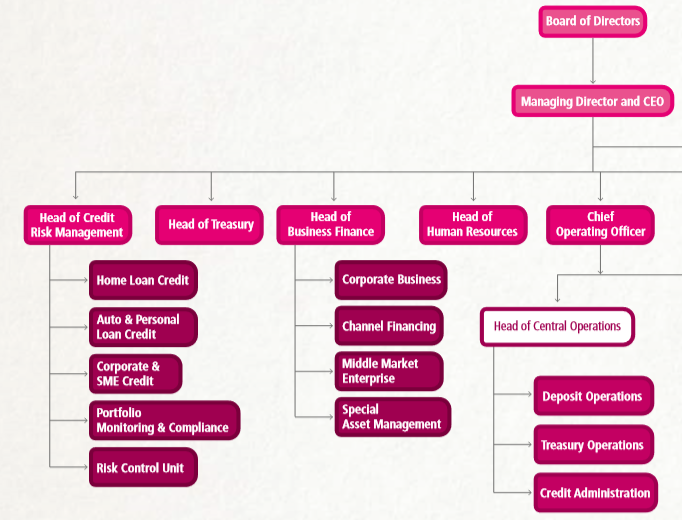 Board of Directors
Managing Director and CEO
Head of Credit
Risk Management
Head of Treasury
Head of
Business Finance
Head of
Human Resources
Chief
Operating Officer
Home Loan Credit
Auto & Personal
Loan Credit
Corporate &
SME Credit
Portfolio
Monitoring & Compliance
Risk Control Unit
Corporate Business
Channel Financing
Middle Market
Enterprise
Special
Asset Management
Head of Central Operations
Deposit Operations
Treasury Operations
Credit Administration